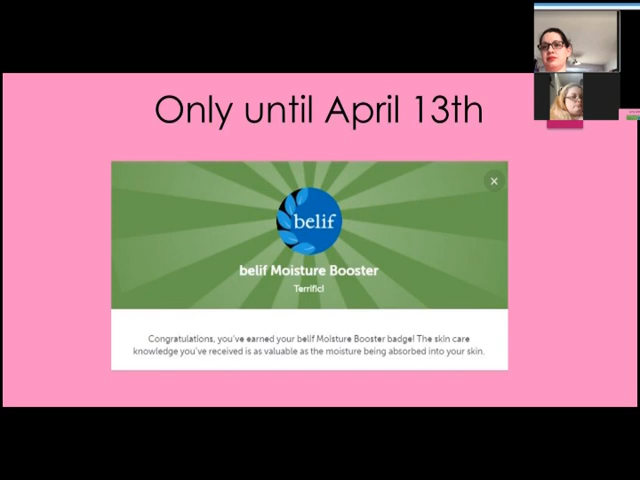 Only until April 13th
belif
belif Moisture Booster
Terrific!
Congratulations, you've earned your belif Moisture Booster badge! The skin care
knowledge you've received is as valuable as the moisture being absorbed into your skin.